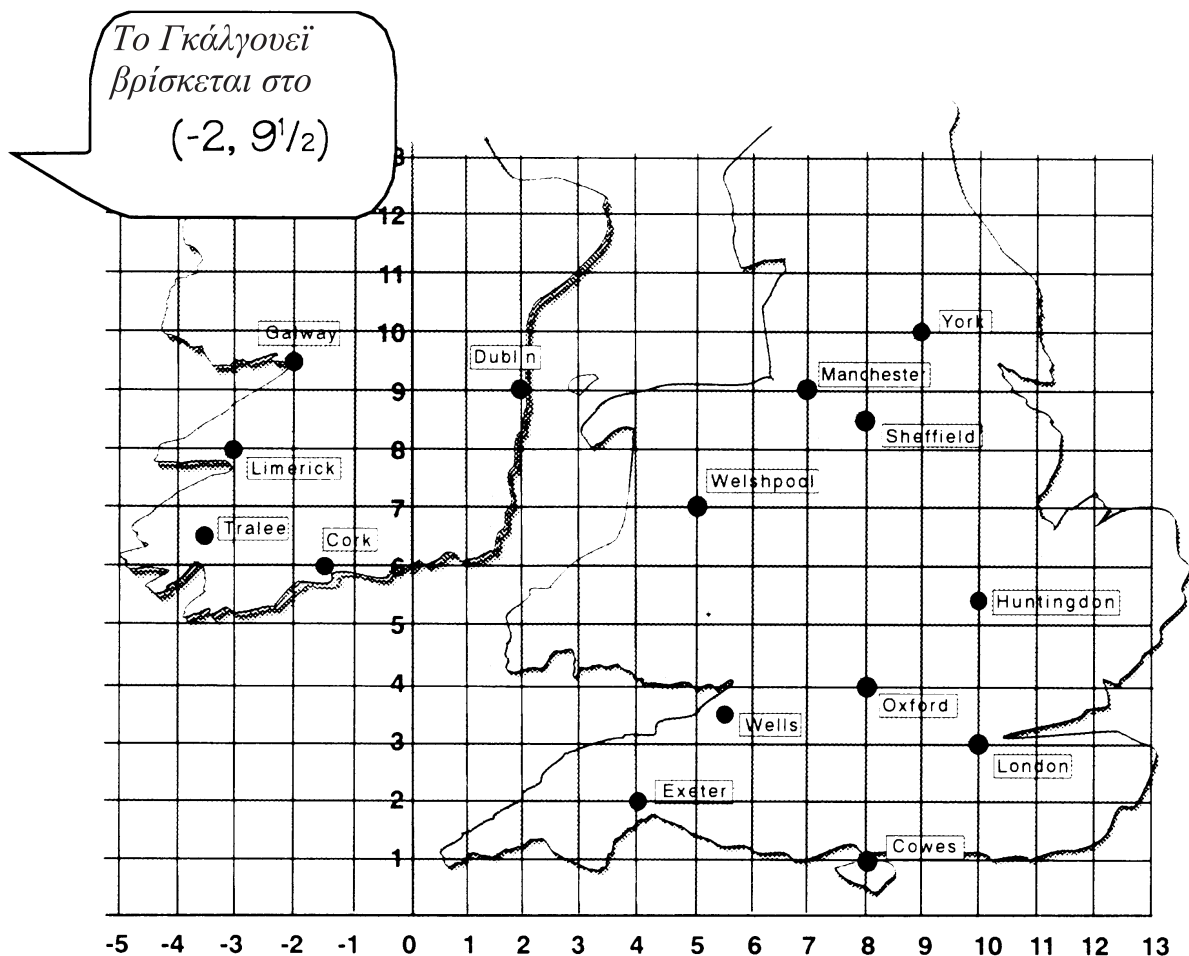 Το Γκάλγουεϊ
βρίσκεται στο
(-2, 9½)
13
12
11
10
9
8
7
6
5
4
3
2
1
Galway
York
Dublin
Manchester
Sheffield
Limerick
Welshpool
Tralee
Cork
Huntingdon
Oxford
Wells
London
Exeter
Cowes
-5 -4 -3 -2 -1 0 1 2 3 4 5 6 7 8 9 10 11 12 13